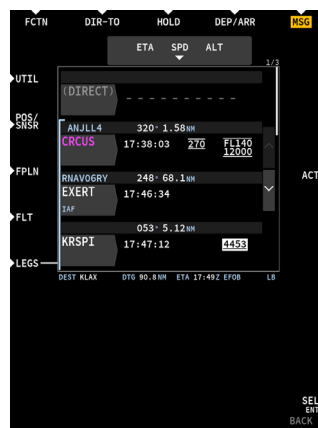 FCTN DIR-TO HOLD DEP/ARR MSG
ETA SPD ALT
1/3
UTIL
(DIRECT) - - - - - - - - - -
POS/
SNSR
ANJLL4 320° 1.58NM
CRCUS 17:38:03 270 FL140
12000
FPLN
RNAV06RY 248° 68.1NM
ACT
EXERT 17:46:34
IAF
FLT
053° 5.12NM
KRSPI 17:47:12 4453
LEGS
DEST KLAX DTG 90.8NM ETA 17:49Z EFOB LB
SEL
ENT
BACK